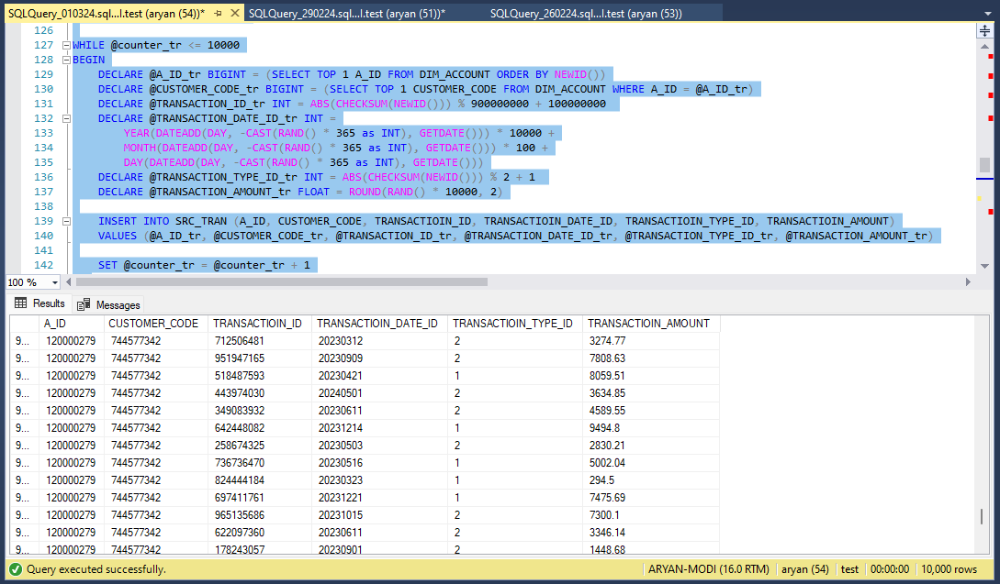 SQLQuery_010324.sql...l.test (aryan (54))* SQLQuery_290224.sql...l.test (aryan (51))* SQLQuery_260224.sql...l.test (aryan (53))
126
127 WHILE @counter_tr <= 10000
128 BEGIN
129 DECLARE @A_ID_tr BIGINT = (SELECT TOP 1 A_ID FROM DIM_ACCOUNT ORDER BY NEWID())
130 DECLARE @CUSTOMER_CODE_tr BIGINT = (SELECT TOP 1 CUSTOMER_CODE FROM DIM_ACCOUNT WHERE A_ID = @A_ID_tr)
131 DECLARE @TRANSACTION_ID_tr INT = ABS(CHECKSUM(NEWID())) % 900000000 + 100000000
132 DECLARE @TRANSACTION_DATE_ID_tr INT =
133 YEAR(DATEADD(DAY, -CAST(RAND() * 365 as INT), GETDATE())) * 10000 +
134 MONTH(DATEADD(DAY, -CAST(RAND() * 365 as INT), GETDATE())) * 100 +
135 DAY(DATEADD(DAY, -CAST(RAND() * 365 as INT), GETDATE()))
136 DECLARE @TRANSACTION_TYPE_ID_tr INT = ABS(CHECKSUM(NEWID())) % 2 + 1
137 DECLARE @TRANSACTION_AMOUNT_tr FLOAT = ROUND(RAND() * 10000, 2)
138
139 INSERT INTO SRC_TRAN (A_ID, CUSTOMER_CODE, TRANSACTIOIN_ID, TRANSACTIOIN_DATE_ID, TRANSACTIOIN_TYPE_ID, TRANSACTIOIN_AMOUNT)
140 VALUES (@A_ID_tr, @CUSTOMER_CODE_tr, @TRANSACTION_ID_tr, @TRANSACTION_DATE_ID_tr, @TRANSACTION_TYPE_ID_tr, @TRANSACTION_AMOUNT_tr)
141
142 SET @counter_tr = @counter_tr + 1
100 %
Results Messages
A_ID CUSTOMER_CODE TRANSACTIOIN_ID TRANSACTIOIN_DATE_ID TRANSACTIOIN_TYPE_ID TRANSACTIOIN_AMOUNT
9... 120000279 744577342 712506481 20230312 2 3274.77
9... 120000279 744577342 951947165 20230909 2 7808.63
9... 120000279 744577342 518487593 20230421 1 8059.51
9... 120000279 744577342 443974030 20240501 2 3634.85
9... 120000279 744577342 349083932 20230611 2 4589.55
9... 120000279 744577342 642448082 20231214 1 9494.8
9... 120000279 744577342 258674325 20230503 2 2830.21
9... 120000279 744577342 736736470 20230516 1 5002.04
9... 120000279 744577342 824444184 20230323 1 294.5
9... 120000279 744577342 697411761 20231221 1 7475.69
9... 120000279 744577342 965135686 20231015 2 7300.1
9... 120000279 744577342 622097360 20230611 2 3346.14
9... 120000279 744577342 178243057 20230901 2 1448.68
Query executed successfully. ARYAN-MODI (16.0 RTM) aryan (54) test 00:00:00 10,000 rows